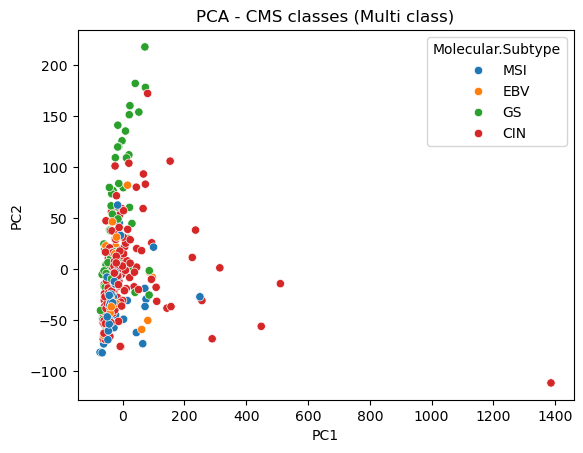 PCA - CMS classes (Multi class)
Molecular.Subtype
MSI
EBV
GS
CIN
PC2
200
150
100
50
0
−50
−100
0 200 400 600 800 1000 1200 1400
PC1